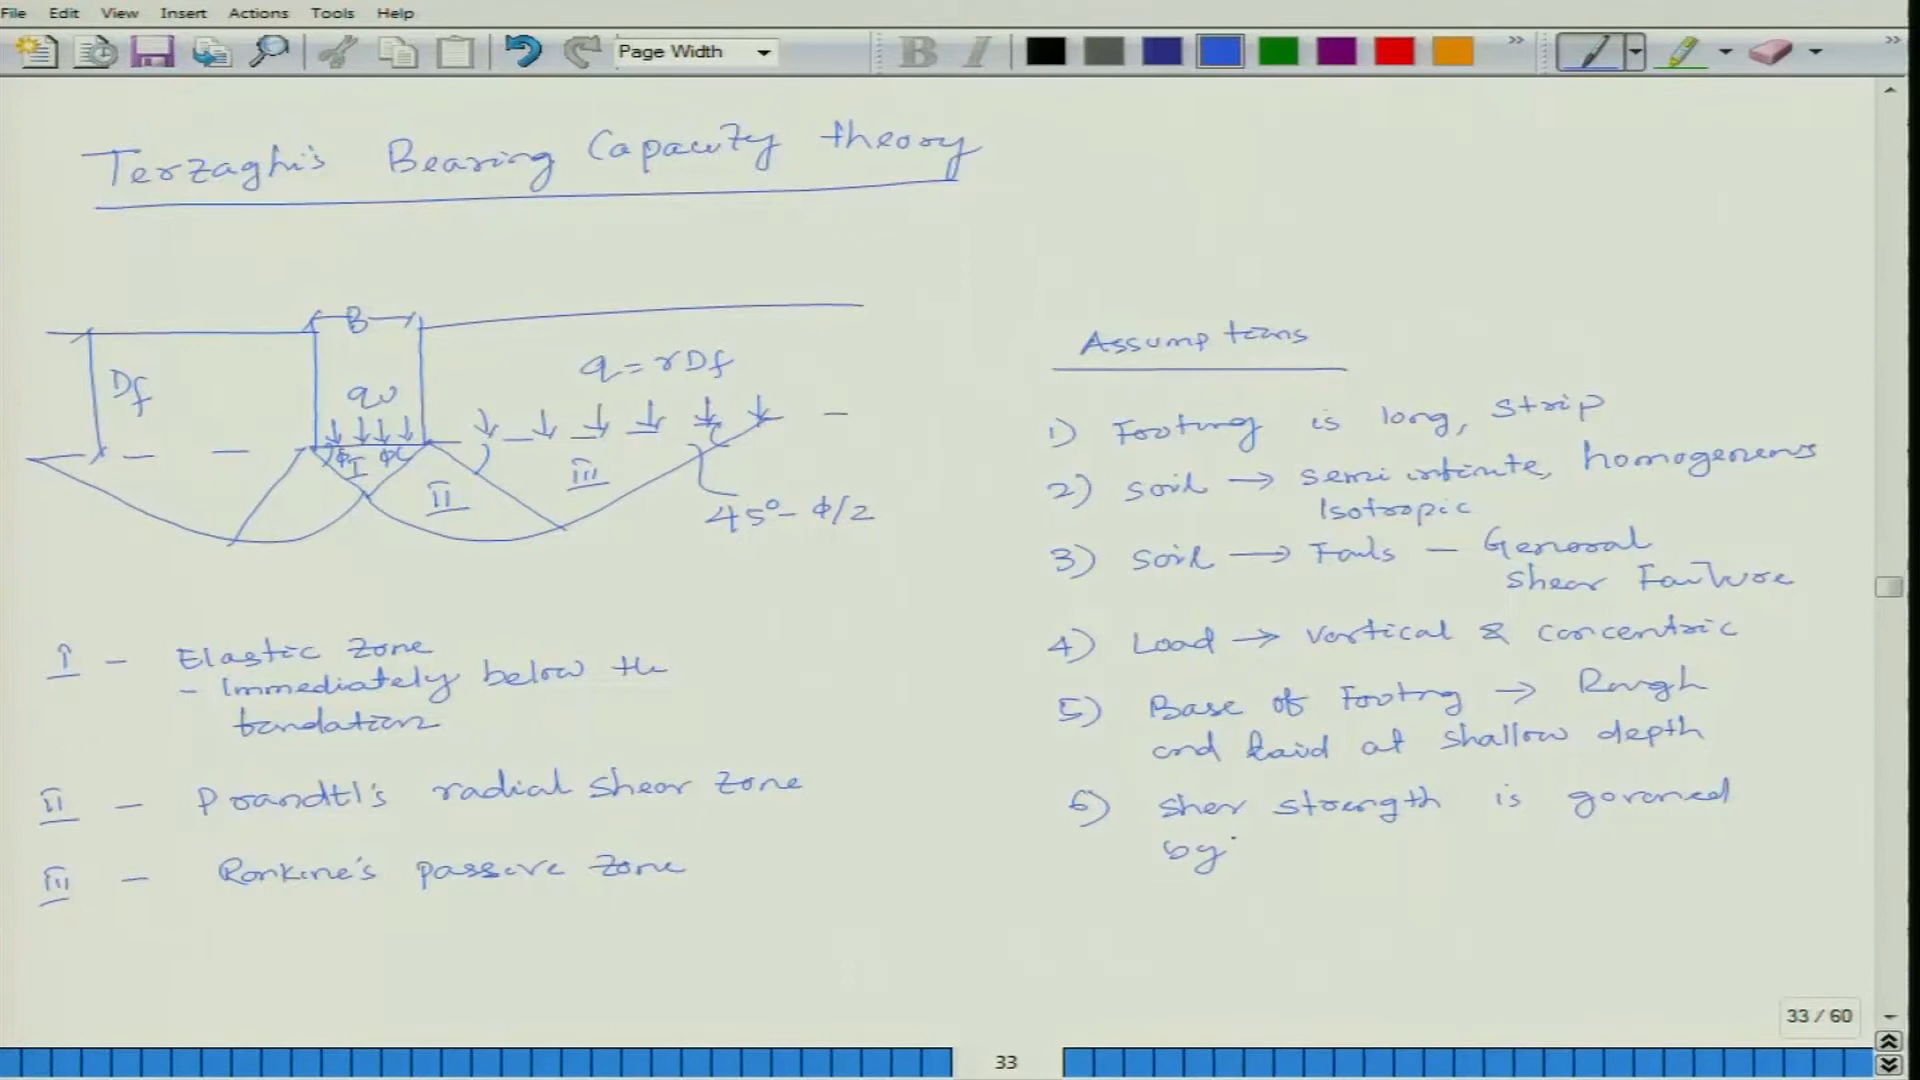 File Edit View Insert Actions Tools Help
Page Width
B I
Terzaghi's Bearing Capacity theory
B
Df
qu
q = γDf
φ I φ
II
III
45° - φ/2
I - Elastic Zone
- Immediately below the
foundation
II - Prandtl's radial shear zone
III - Rankine's passive zone
Assumptions
1) Footing is long, strip
2) soil → semi infinite, homogeneous
Isotropic
3) soil → Fails - General
shear Failure
4) Load → vertical & concentric
5) Base of Footing → Rough
and laid at shallow depth
6) Shear strength is governed
by
33 / 60
33